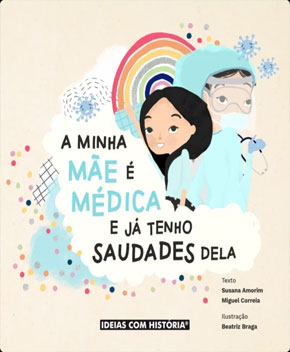 A MINHA
MÃE É
MÉDICA
E JÁ TENHO
SAUDADES DELA
Texto
Susana Amorim
Miguel Correia
Ilustração
Beatriz Braga
IDEIAS COM HISTÓRIA®